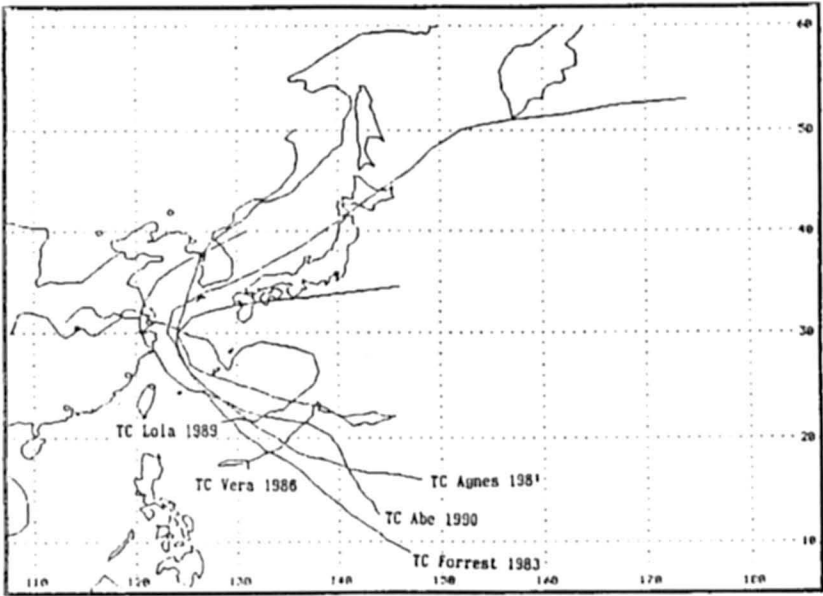 60
50
40
30
20
TC Lola 1989
TC Vera 1986
TC Agnes 198'
TC Abe 1990
TC Forrest 1983
10
110 120 130 140 150 160 170 180